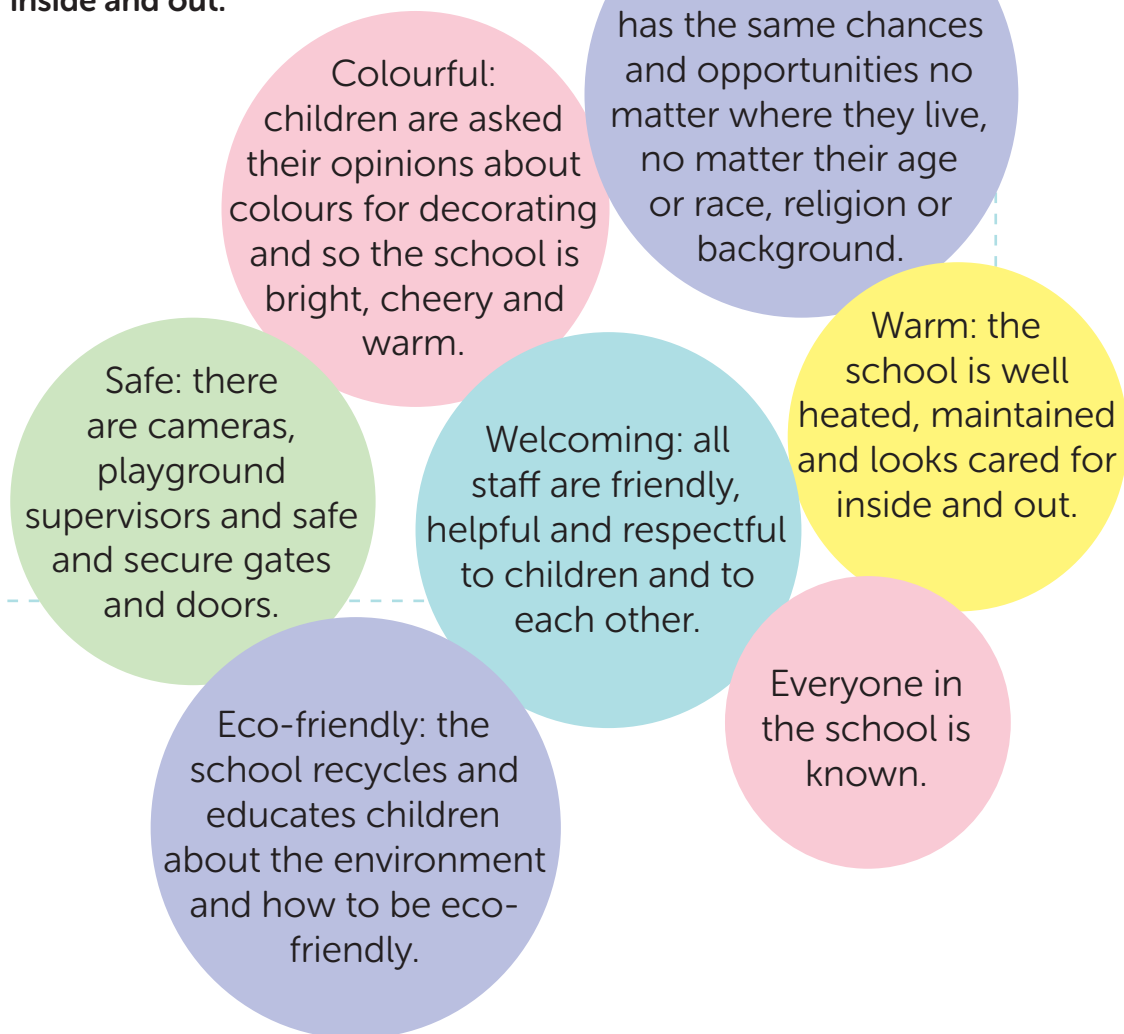 inside and out.
has the same chances
and opportunities no
matter where they live,
no matter their age
or race, religion or
background.
Colourful:
children are asked
their opinions about
colours for decorating
and so the school is
bright, cheery and
warm.
Warm: the
school is well
heated, maintained
and looks cared for
inside and out.
Safe: there
are cameras,
playground
supervisors and safe
and secure gates
and doors.
Welcoming: all
staff are friendly,
helpful and respectful
to children and to
each other.
Everyone in
the school is
known.
Eco-friendly: the
school recycles and
educates children
about the environment
and how to be eco-
friendly.